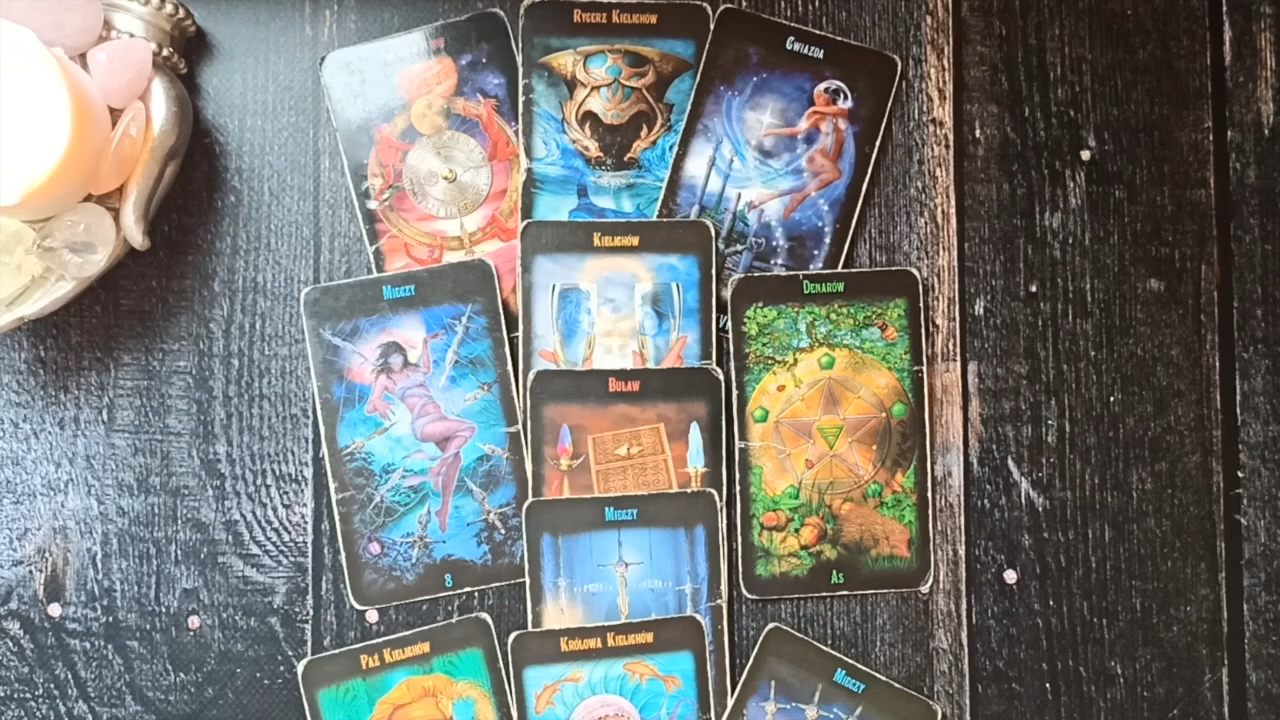 Rycerz Kielichów
Gwiazda
Kielichów
Mieczy
8
Denarów
As
Buław
Mieczy
Paź Kielichów
Królowa Kielichów
Mieczy